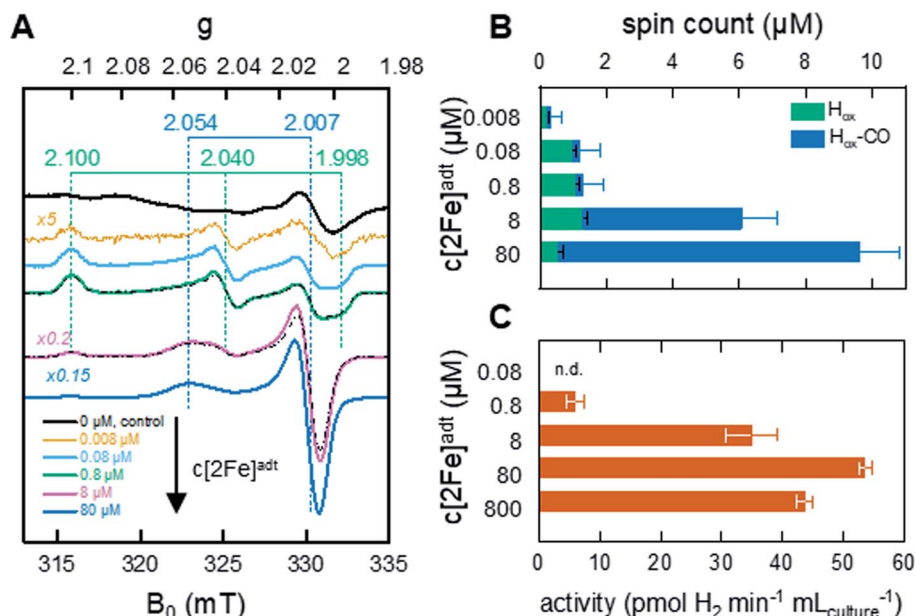 A
g
2.1 2.08 2.06 2.04 2.02 2 1.98
2.054 2.007
2.100 2.040 1.998
x5
x0.2
x0.15
0 μM, control
0.008 μM
0.08 μM
0.8 μM
8 μM
80 μM
c[2Fe]ᵃᵈᵗ
315 320 325 330 335
B₀ (mT)
B
spin count (μM)
0 2 4 6 8 10
c[2Fe]ᵃᵈᵗ (μM)
0.008
0.08
0.8
8
80
Hₒₓ
Hₒₓ-CO
C
c[2Fe]ᵃᵈᵗ (μM)
0.08
0.8
8
80
800
n.d.
0 10 20 30 40 50 60
activity (pmol H₂ min⁻¹ mL_culture⁻¹)